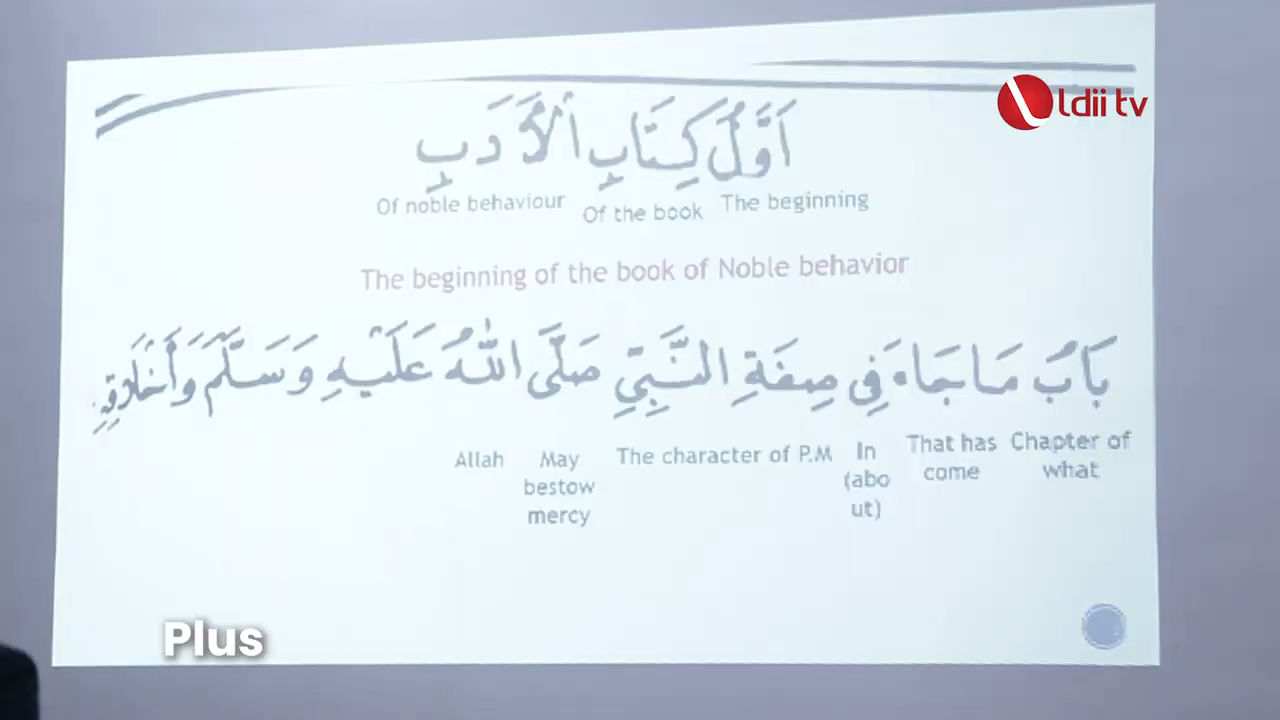 ldii tv
اَوَّلُ كِتَابِ الْأَدَبِ
Of noble behaviour Of the book The beginning
The beginning of the book of Noble behavior
بَابُ مَا جَاءَ فِي صِفَةِ النَّبِيِّ صَلَّى اللهُ عَلَيْهِ وَسَلَّمَ وَأَخْلَاقِهِ
Allah May bestow mercy The character of P.M In (abo ut) That has come Chapter of what
Plus